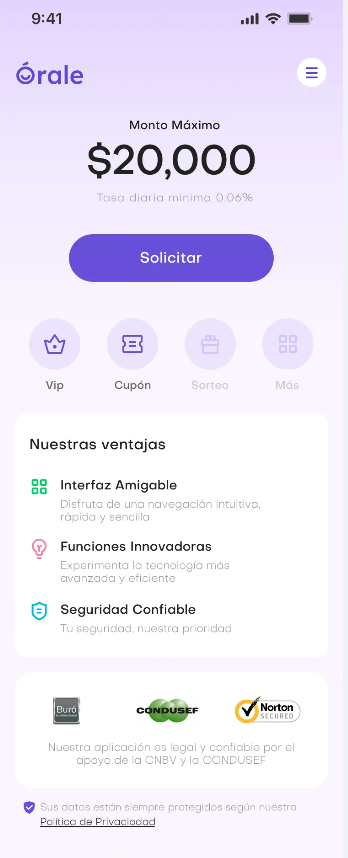 9:41
Órale
Monto Máximo
$20,000
Tasa diaria minima 0.06%
Solicitar
Vip Cupón Sorteo Más
Nuestras ventajas
Interfaz Amigable
Disfruta de una navegación intuitiva,
rápida y sencilla
Funciones Innovadoras
Experimenta la tecnología más
avanzada y eficiente
Seguridad Confiable
Tu seguridad, nuestra prioridad
Buró CONDUSEF Norton
SECURED
Nuestra aplicación es legal y confiable por el
apoyo de la CNBV y la CONDUSEF
Sus datos están siempre protegidos según nuestra
Política de Privacidad